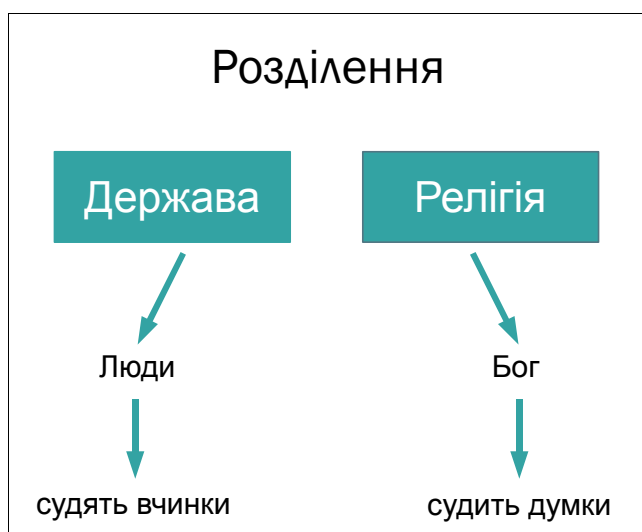 Розділення
Держава
Релігія
Люди
Бог
судять вчинки
судить думки